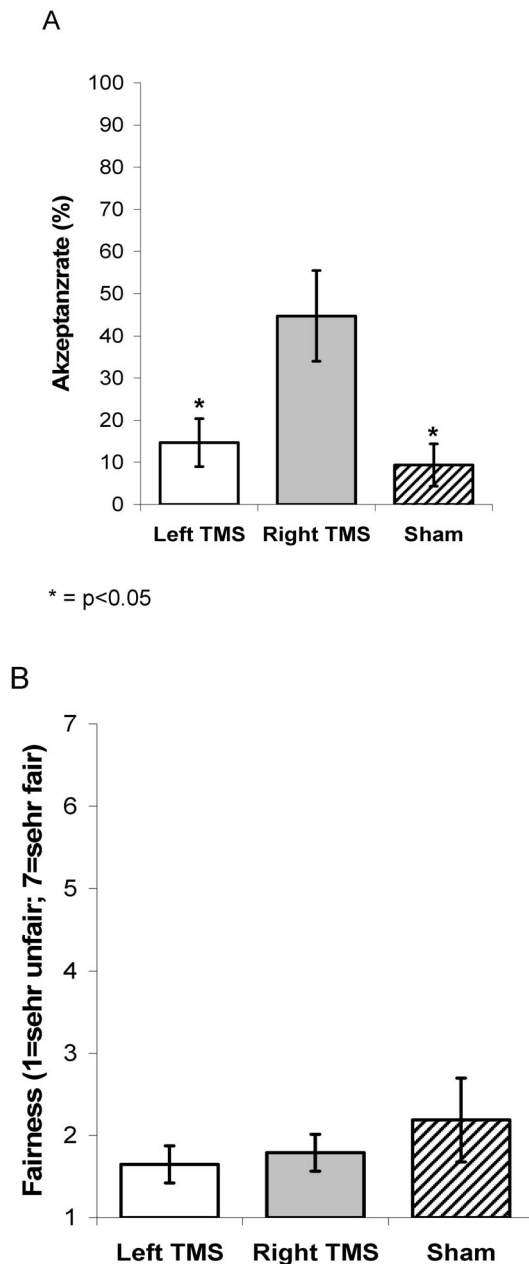 A
100
90
80
70
60
50
40
30
20
10
0
Akzeptanzrate (%)
*
*
Left TMS Right TMS Sham
* = p<0.05
B
7
6
5
4
3
2
1
Fairness (1=sehr unfair; 7=sehr fair)
Left TMS Right TMS Sham